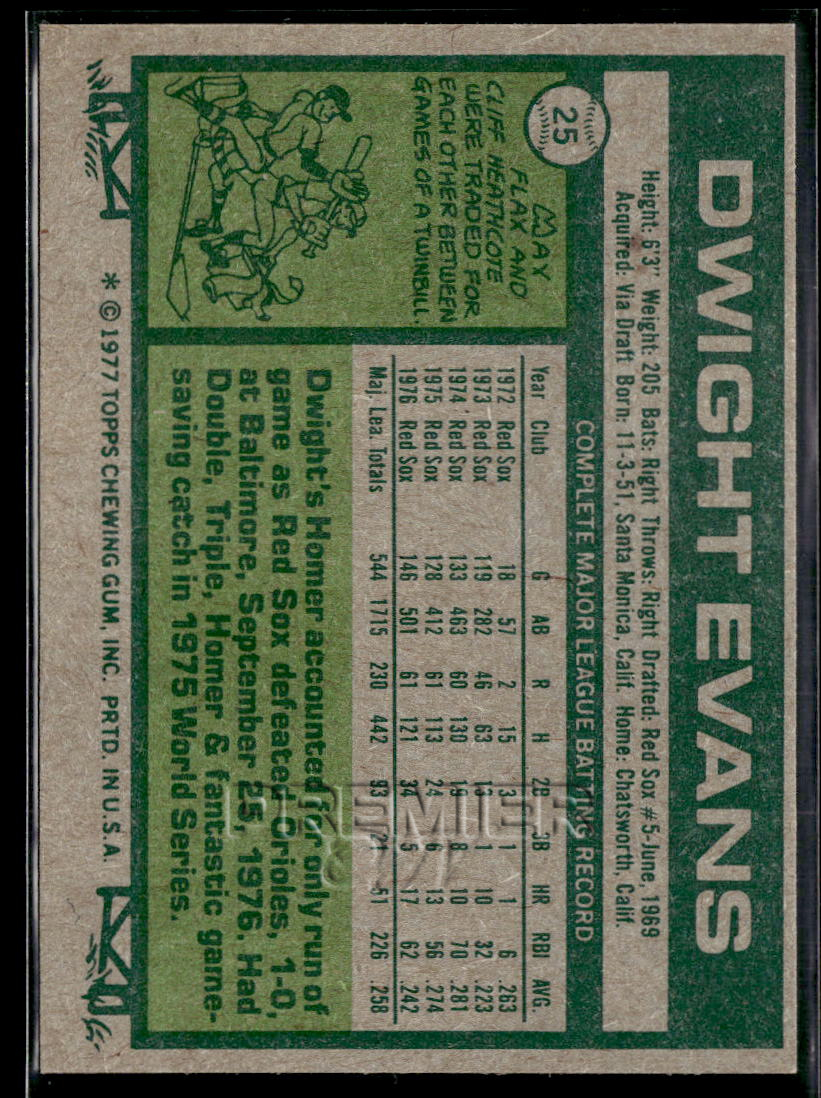 25
DWIGHT EVANS
Height: 6'3" Weight: 205 Bats: Right Throws: Right Drafted: Red Sox #5-June, 1969
Acquired: Via Draft Born: 11-3-51, Santa Monica, Calif. Home: Chatsworth, Calif.
COMPLETE MAJOR LEAGUE BATTING RECORD
Year Club G AB R H 2B 3B HR RBI AVG.
1972 Red Sox 18 57 2 15 3 1 1 6 .263
1973 Red Sox 119 282 46 63 13 1 10 32 .223
1974 Red Sox 133 463 60 130 19 8 10 70 .281
1975 Red Sox 128 412 61 113 24 6 13 56 .274
1976 Red Sox 146 501 61 121 34 5 17 62 .242
Maj. Lea. Totals 544 1715 230 442 93 21 51 226 .258
MAX
FLAX AND
CLIFF HEATHCOTE
WERE TRADED FOR
EACH OTHER BETWEEN
GAMES OF A TWINBILL.
Dwight's Homer accounted for only run of
game as Red Sox defeated Orioles, 1-0,
at Baltimore, September 25, 1976. Had
Double, Triple, Homer & fantastic game-
saving catch in 1975 World Series.
* © 1977 TOPPS CHEWING GUM, INC. PRTD. IN U.S.A.
PREMIER